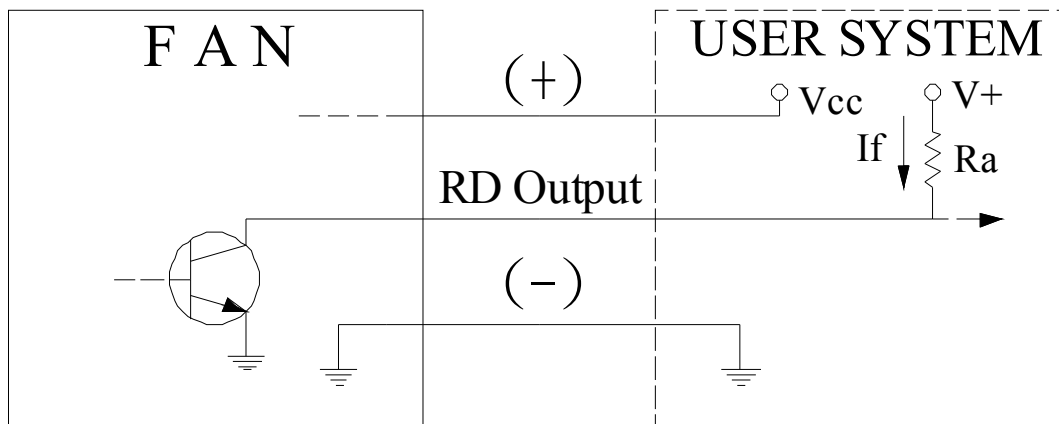 F A N
USER SYSTEM
(+)
Vcc
V+
If
Ra
RD Output
(-)